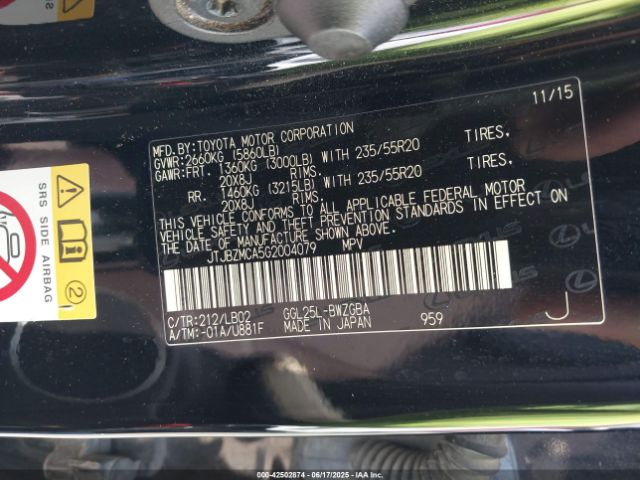 11/15
MFD.BY:TOYOTA MOTOR CORPORATION
GVWR:2660KG (5860LB)
GAWR:FRT. 1360KG (3000LB) WITH 235/55R20 TIRES,
20X8J RIMS.
RR. 1460KG (3215LB) WITH 235/55R20 TIRES,
20X8J RIMS.
THIS VEHICLE CONFORMS TO ALL APPLICABLE FEDERAL MOTOR
VEHICLE SAFETY AND THEFT PREVENTION STANDARDS IN EFFECT ON
THE DATE OF MANUFACTURE SHOWN ABOVE.
JTJBZMCA5G2004079 MPV
C/TR:212/LB02 GGL25L-BWZGBA
A/TM:-01A/U881F MADE IN JAPAN 959 J
SRS SIDE AIRBAG
2
LEXUS
IAA 42502874 | 06/17/2025 | IAA, Inc.